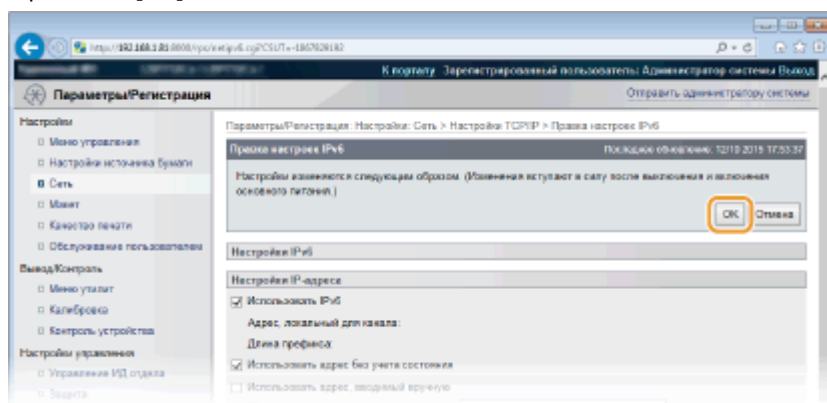 К порталу Зарегистрированный пользователь: Администратор системы Выход
Параметры/Регистрация
Отправить администратору системы
Настройки
Меню управления
Настройки источника бумаги
Сеть
Макет
Качество печати
Обслуживание пользователем
Вывод/Контроль
Меню утилит
Калибровка
Контроль устройства
Настройки управления
Управление ИД отдела
Защита
Параметры/Регистрация: Настройки: Сеть > Настройки TCP/IP > Правка настроек IPv6
Правка настроек IPv6
Последнее обновление: 12/10 2015 17:53:37
Настройки изменяются следующим образом. (Изменения вступают в силу после выключения и включения
основного питания.)
OK
Отмена
Настройки IPv6
Настройки IP-адреса
Использовать IPv6
Адрес, локальный для канала:
Длина префикса:
Использовать адрес без учета состояния
Использовать адрес, вводимый вручную